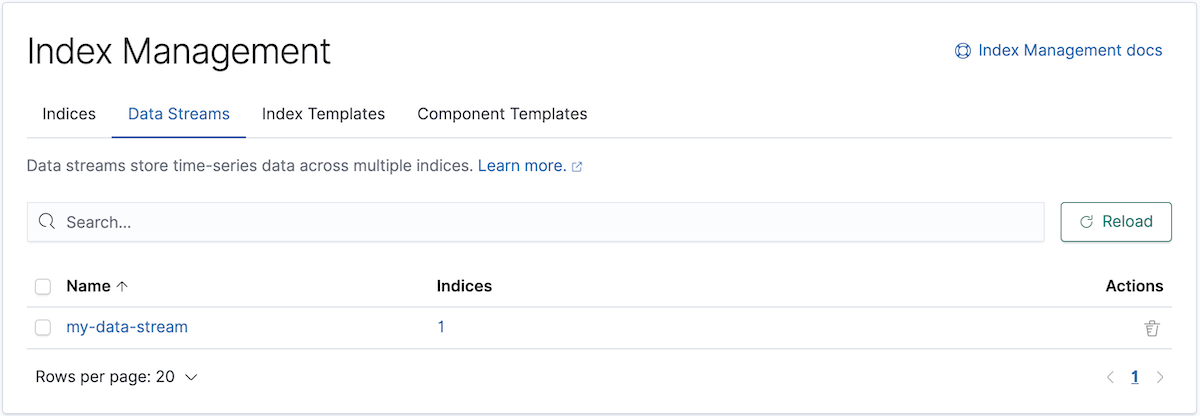 Index Management
Index Management docs
Indices Data Streams Index Templates Component Templates
Data streams store time-series data across multiple indices. Learn more.
Search...
Reload
Name Indices Actions
my-data-stream 1
Rows per page: 20
1